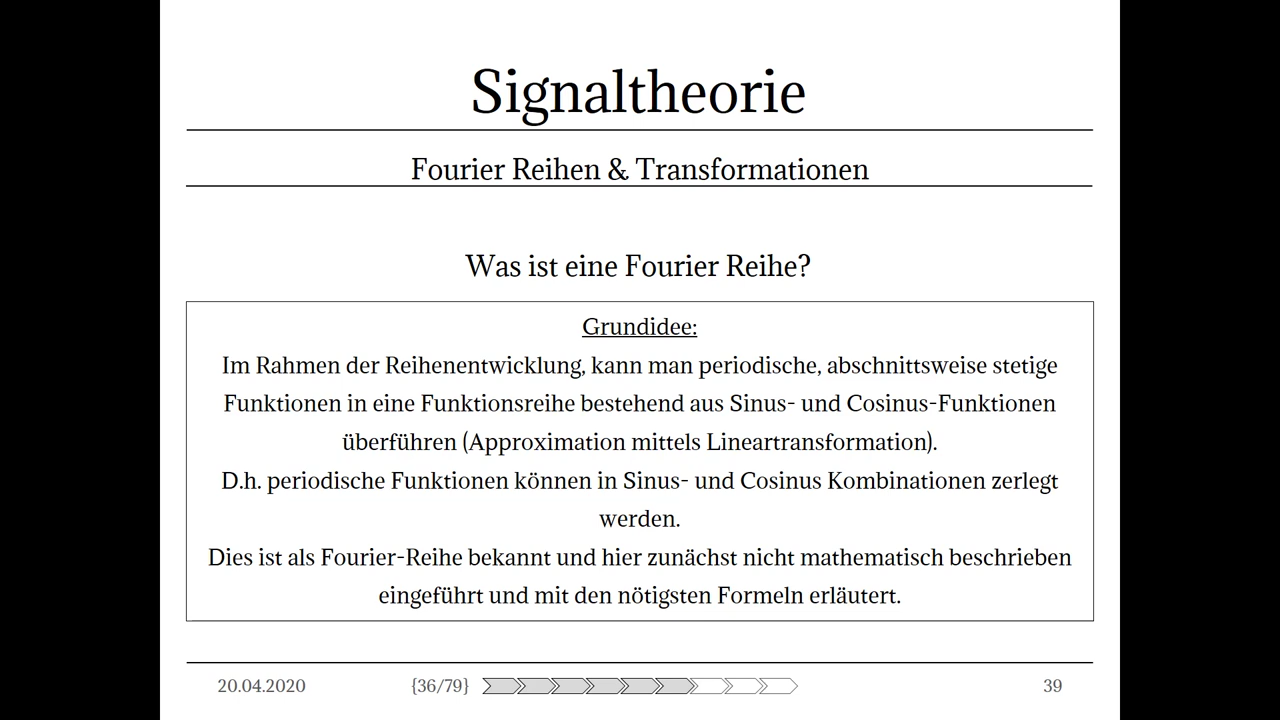 Signaltheorie
Fourier Reihen & Transformationen
Was ist eine Fourier Reihe?
Grundidee:
Im Rahmen der Reihenentwicklung, kann man periodische, abschnittsweise stetige
Funktionen in eine Funktionsreihe bestehend aus Sinus- und Cosinus-Funktionen
überführen (Approximation mittels Lineartransformation).
D.h. periodische Funktionen können in Sinus- und Cosinus Kombinationen zerlegt
werden.
Dies ist als Fourier-Reihe bekannt und hier zunächst nicht mathematisch beschrieben
eingeführt und mit den nötigsten Formeln erläutert.
20.04.2020 {36/79} 39